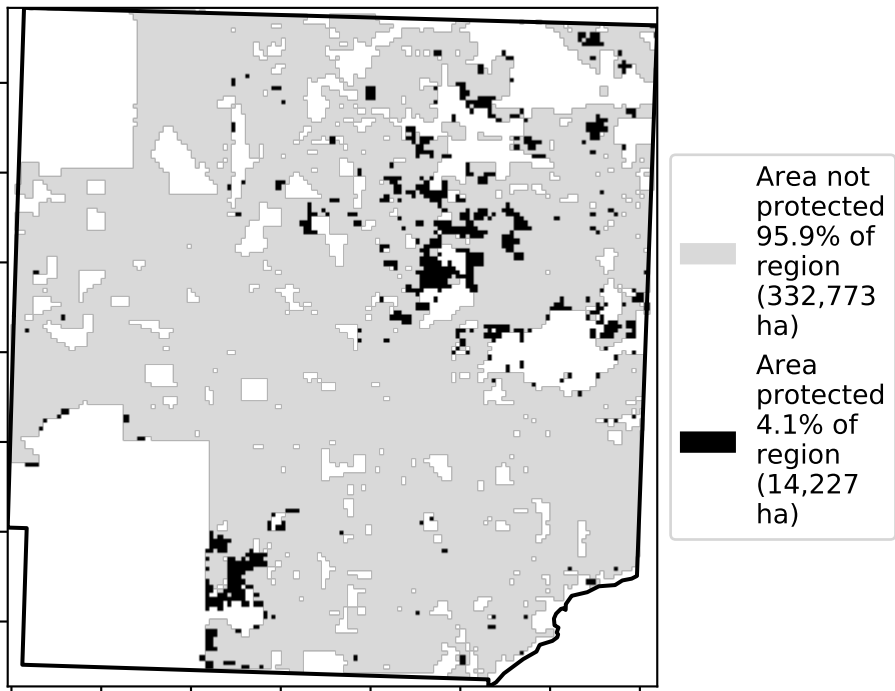 Area not
protected
95.9% of
region
(332,773
ha)
Area
protected
4.1% of
region
(14,227
ha)